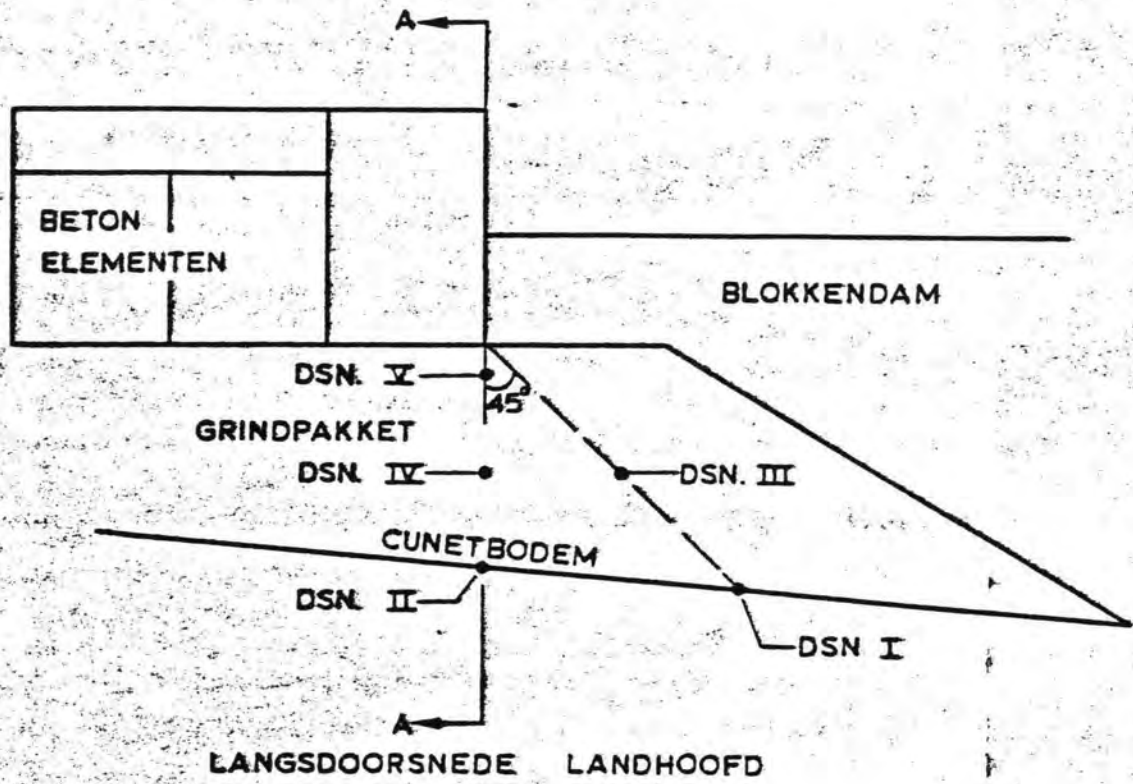 A
BETON
ELEMENTEN
BLOKKENDAM
DSN. V
45°
GRINDPAKKET
DSN. IV
DSN. III
CUNETBODEM
DSN. II
DSN I
A
LANGSDOORSNEDE LANDHOOFD